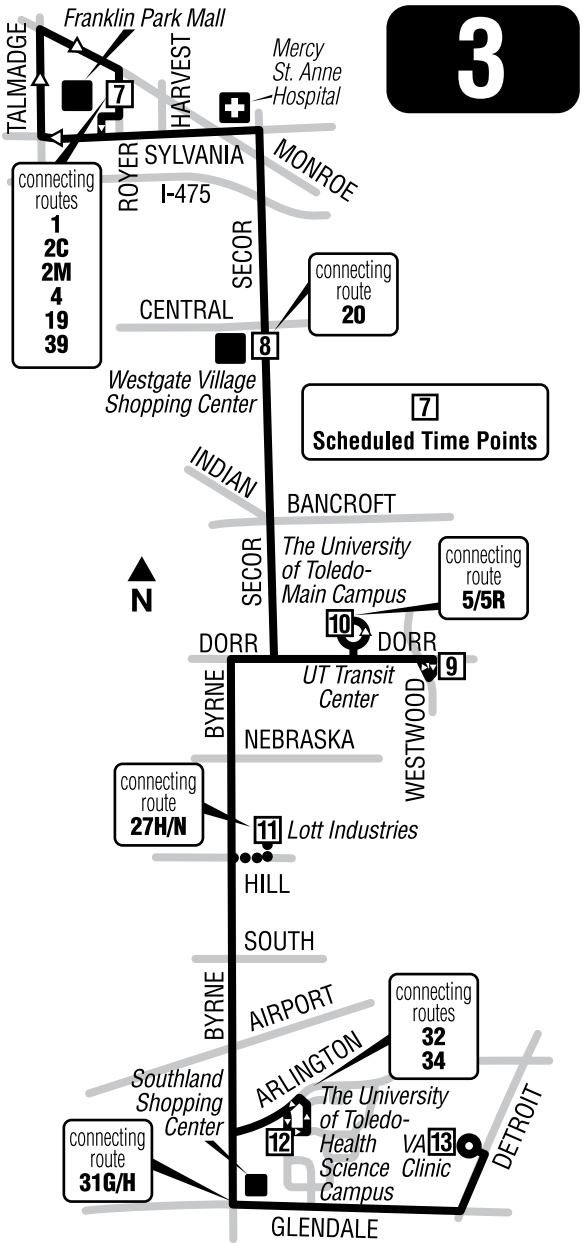 Franklin Park Mall
3
TALMADGE
HARVEST
Mercy
St. Anne
Hospital
7
ROYER
SYLVANIA
MONROE
I-475
connecting
routes
1
2C
2M
4
19
39
SECOR
connecting
route
20
CENTRAL
8
Westgate Village
Shopping Center
7
Scheduled Time Points
INDIAN
BANCROFT
SECOR
The University
of Toledo-
Main Campus
connecting
route
5/5R
N
10
DORR
DORR
9
UT Transit
Center
BYRNE
WESTWOOD
NEBRASKA
connecting
route
27H/N
11 Lott Industries
HILL
SOUTH
BYRNE
AIRPORT
connecting
routes
32
34
ARLINGTON
Southland
Shopping
Center
The University
of Toledo-
Health
Science
Campus
12
VA
Clinic
13
DETROIT
connecting
route
31G/H
GLENDALE